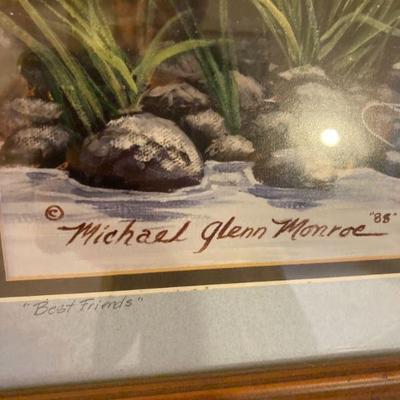 © Michael Glenn Monroe "88"
"Best Friends"